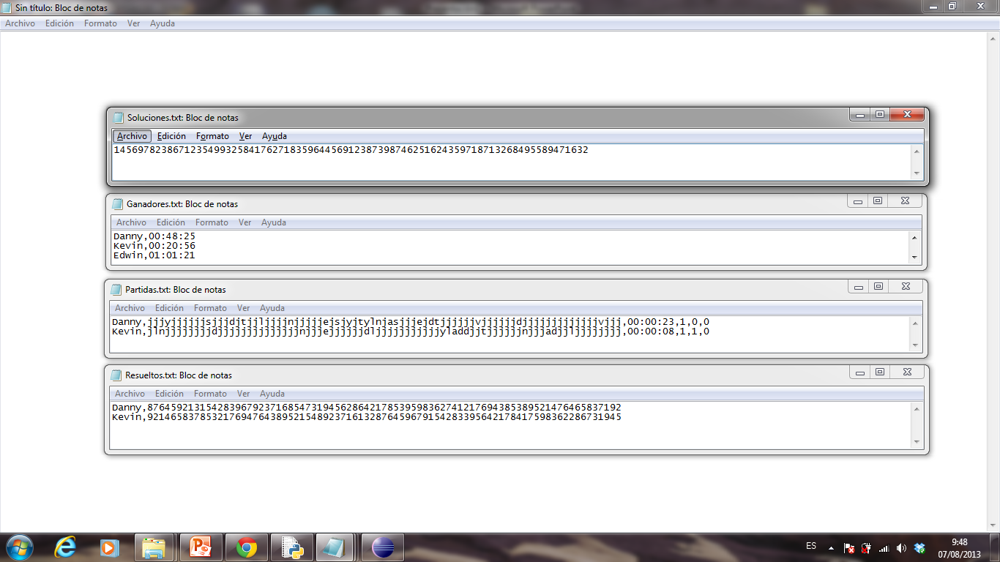 Sin título: Bloc de notas
Archivo Edición Formato Ver Ayuda
Soluciones.txt: Bloc de notas
Archivo Edición Formato Ver Ayuda
145697823867123549932584176271835964456912387398746251624359718713268495589471632
Ganadores.txt: Bloc de notas
Archivo Edición Formato Ver Ayuda
Danny,00:48:25
Kevin,00:20:56
Edwin,01:01:21
Partidas.txt: Bloc de notas
Archivo Edición Formato Ver Ayuda
Danny,jjjyjjjjjjsjjjdjtjjljjjjnjjjjjejsjyjtylnjasjjjejdtjjjjjjvjjjjjjdjjjjjjjjjjjjjvjjj,00:00:23,1,0,0
Kevin,jlnjjjjjjjjdjjjjjjjjjjjjjjnjjjejjjjjjdljjjjjjjjjjjyladdjjtjjjjjjnjjjadjjljjjjjjjj,00:00:08,1,1,0
Resueltos.txt: Bloc de notas
Archivo Edición Formato Ver Ayuda
Danny,876459213154283967923716854731945628642178539598362741217694385389521476465837192
Kevin,921465837853217694764389521548923716132876459679154283395642178417598362286731945
ES
9:48
07/08/2013